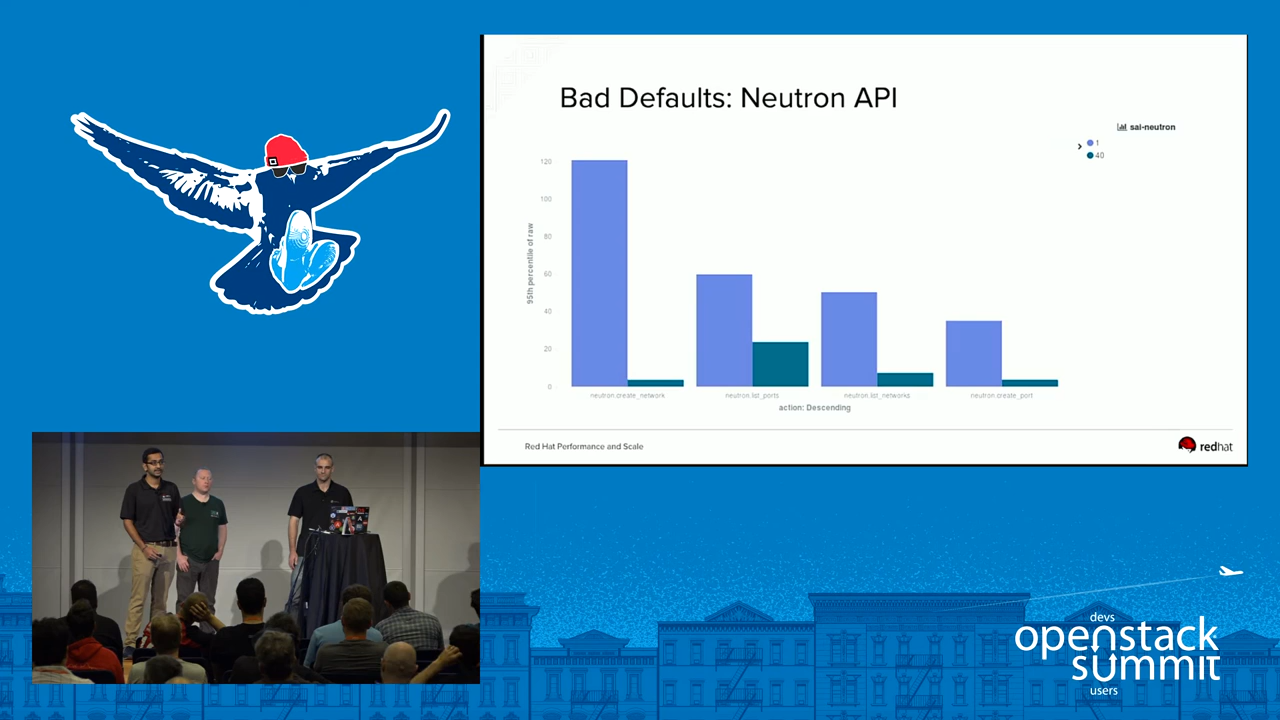 Bad Defaults: Neutron API
sai-neutron
1
40
120
100
80
60
40
20
0
95th percentile of raw
neutron.create_network
neutron.list_ports
neutron.list_networks
neutron.create_port
action: Descending
Red Hat Performance and Scale
redhat
devs
openstack
summit
users